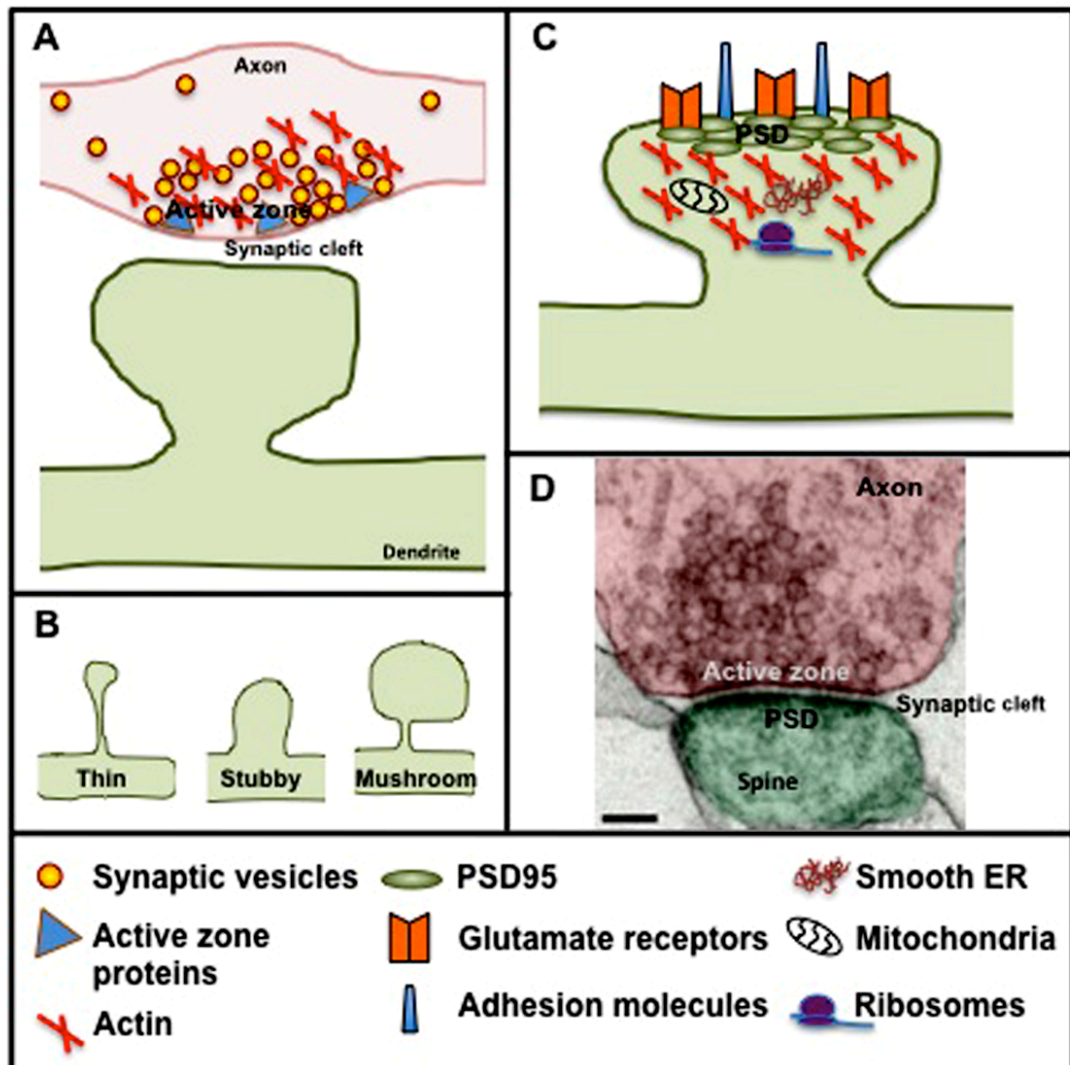 A
Axon
Active zone
Synaptic cleft
Dendrite
B
Thin
Stubby
Mushroom
C
PSD
D
Axon
Active zone
Synaptic cleft
PSD
Spine
Synaptic vesicles
Active zone
proteins
Actin
PSD95
Glutamate receptors
Adhesion molecules
Smooth ER
Mitochondria
Ribosomes